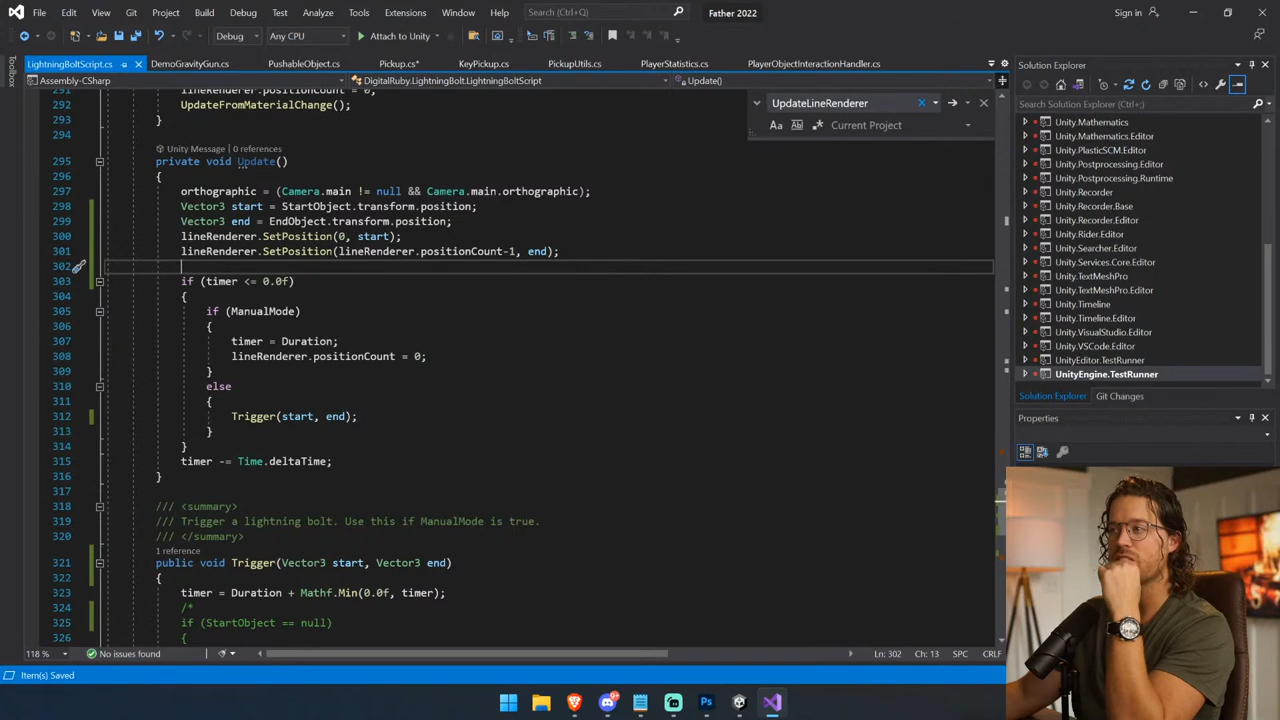 File Edit View Git Project Build Debug Test Analyze Tools Extensions Window Help Search (Ctrl+Q) Father 2022 Sign in
Debug Any CPU Attach to Unity
LightningBoltScript.cs DemoGravityGun.cs PushableObject.cs Pickup.cs* KeyPickup.cs PickupUtils.cs PlayerStatistics.cs PlayerObjectInteractionHandler.cs
Assembly-CSharp DigitalRuby.LightningBolt.LightningBoltScript Update()
Toolbox
UpdateLineRenderer
Aa Current Project
291 lineRenderer.positionCount = 0;
292 UpdateFromMaterialChange();
293 }
294
Unity Message | 0 references
295 private void Update()
296 {
297 orthographic = (Camera.main != null && Camera.main.orthographic);
298 Vector3 start = StartObject.transform.position;
299 Vector3 end = EndObject.transform.position;
300 lineRenderer.SetPosition(0, start);
301 lineRenderer.SetPosition(lineRenderer.positionCount-1, end);
302
303 if (timer <= 0.0f)
304 {
305 if (ManualMode)
306 {
307 timer = Duration;
308 lineRenderer.positionCount = 0;
309 }
310 else
311 {
312 Trigger(start, end);
313 }
314 }
315 timer -= Time.deltaTime;
316 }
317
318 /// <summary>
319 /// Trigger a lightning bolt. Use this if ManualMode is true.
320 /// </summary>
1 reference
321 public void Trigger(Vector3 start, Vector3 end)
322 {
323 timer = Duration + Mathf.Min(0.0f, timer);
324 /*
325 if (StartObject == null)
326 {
118 % No issues found Ln: 302 Ch: 13 SPC CRLF
Item(s) Saved
Solution Explorer
Search Solution Explorer (Ctrl+;)
Unity.Mathematics
Unity.Mathematics.Editor
Unity.PlasticSCM.Editor
Unity.Postprocessing.Editor
Unity.Postprocessing.Runtime
Unity.Recorder
Unity.Recorder.Base
Unity.Recorder.Editor
Unity.Rider.Editor
Unity.Searcher.Editor
Unity.Services.Core.Editor
Unity.TextMeshPro
Unity.TextMeshPro.Editor
Unity.Timeline
Unity.Timeline.Editor
Unity.VisualStudio.Editor
Unity.VSCode.Editor
UnityEditor.TestRunner
UnityEngine.TestRunner
Solution Explorer Git Changes
Properties